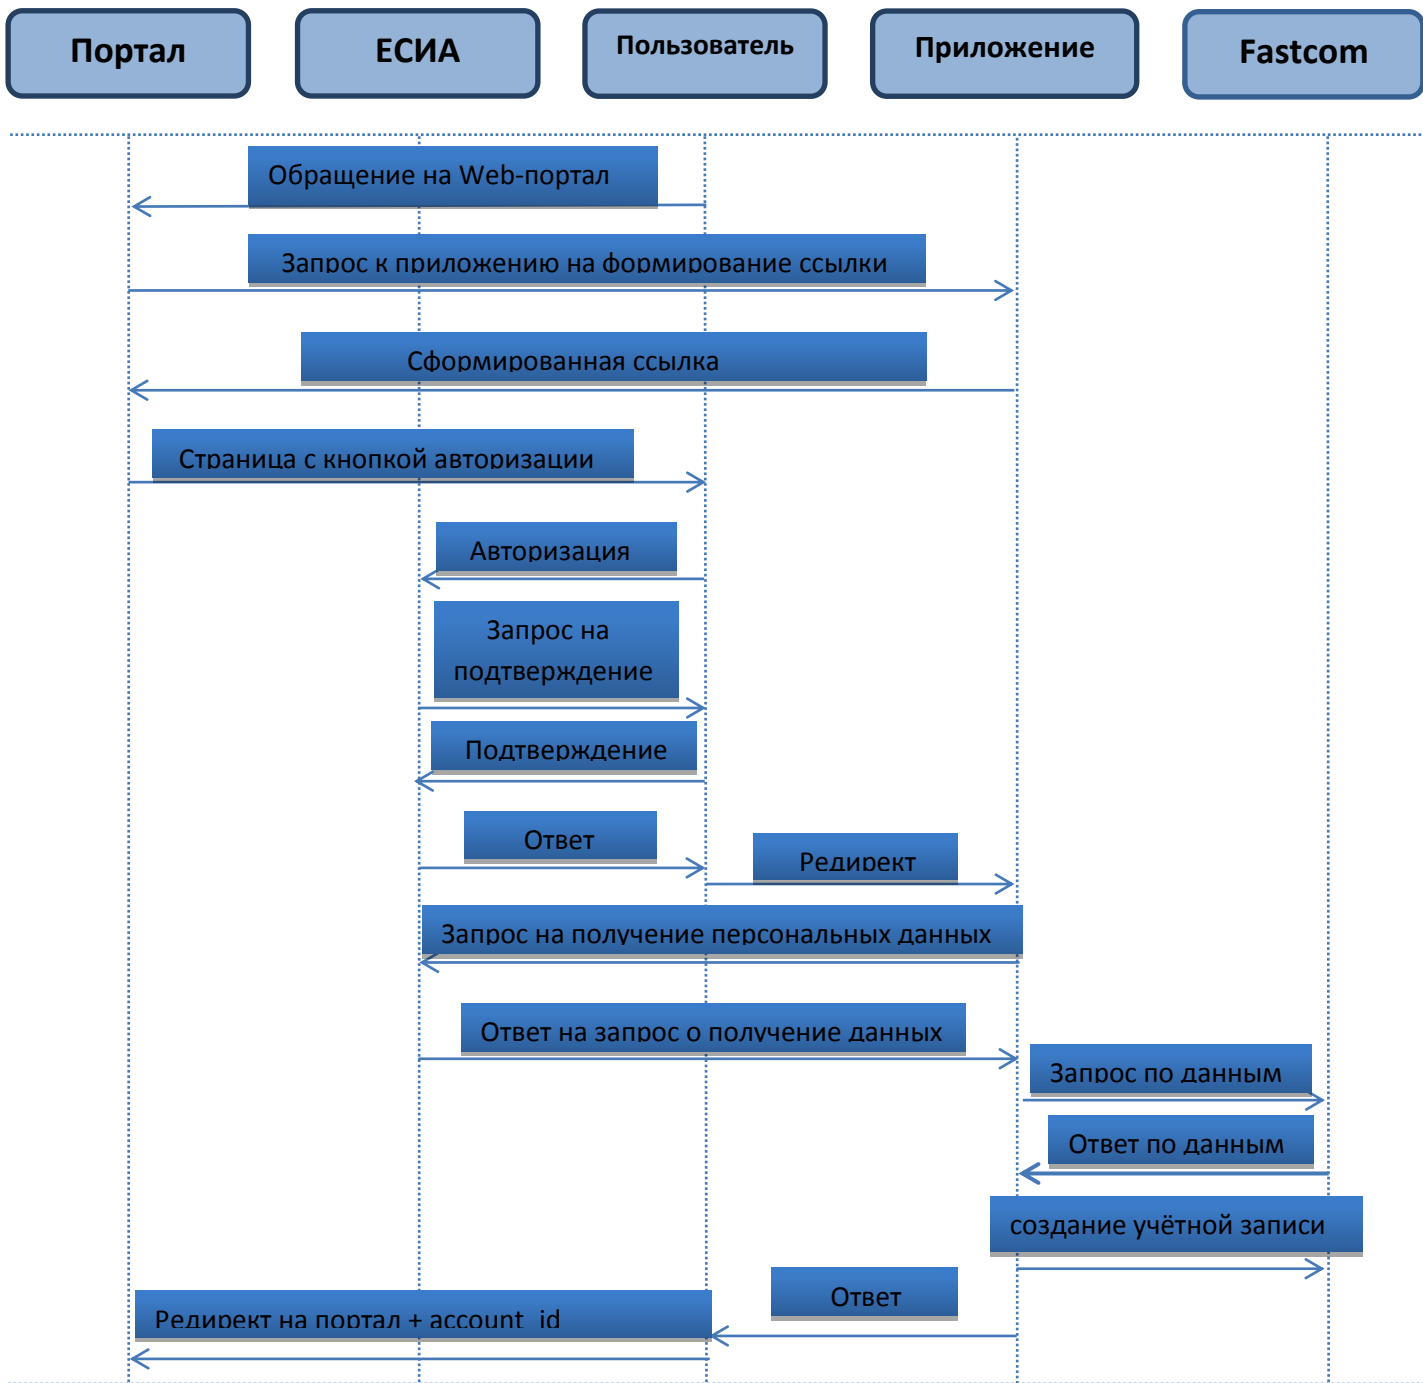 Портал
ЕСИА
Пользователь
Приложение
Fastcom
Обращение на Web-портал
Запрос к приложению на формирование ссылки
Сформированная ссылка
Страница с кнопкой авторизации
Авторизация
Запрос на
подтверждение
Подтверждение
Ответ
Редирект
Запрос на получение персональных данных
Ответ на запрос о получение данных
Запрос по данным
Ответ по данным
создание учётной записи
Ответ
Редирект на портал + account_id